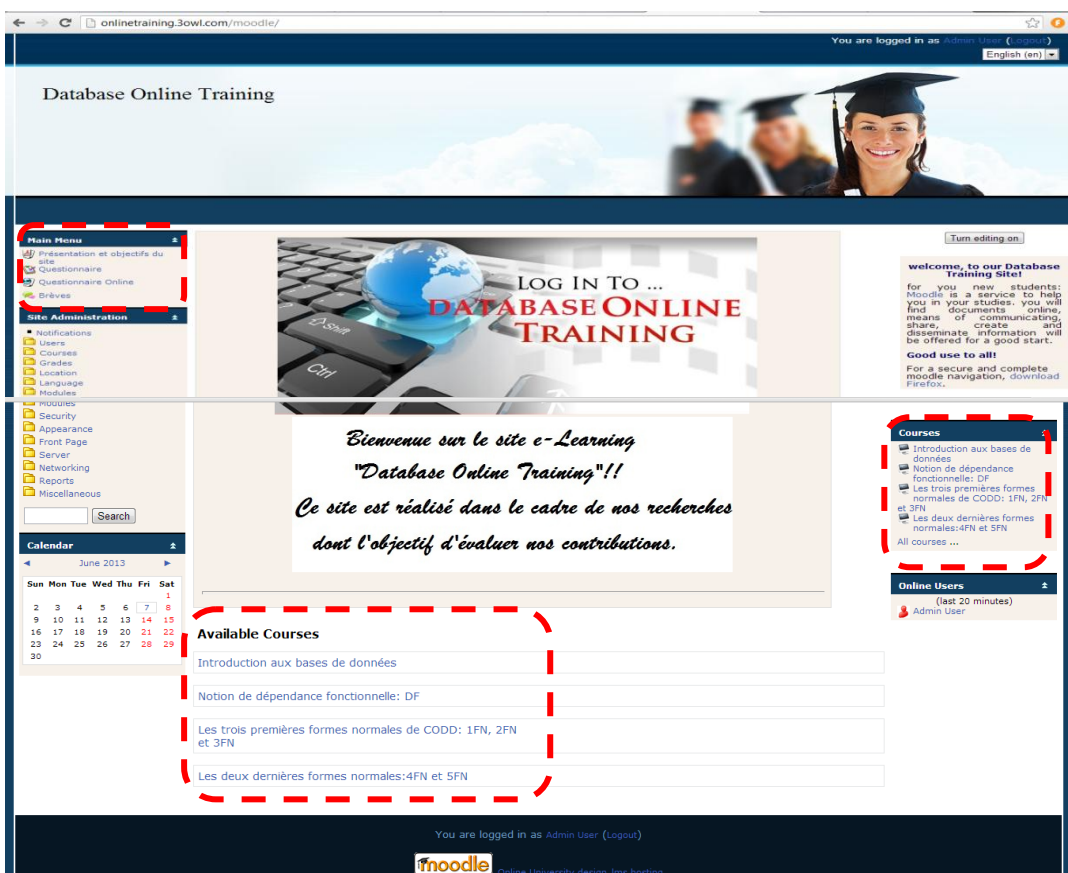 onlinetraining.3owl.com/moodle/
You are logged in as Admin User (Logout)
English (en)
Database Online Training
Main Menu
Présentation et objectifs du
site
Questionnaire
Questionnaire Online
Brèves
Site Administration
Notifications
Users
Courses
Grades
Location
Language
Modules
Modules
Security
Appearance
Front Page
Server
Networking
Reports
Miscellaneous
Search
Calendar
June 2013
Sun Mon Tue Wed Thu Fri Sat
1
2 3 4 5 6 7 8
9 10 11 12 13 14 15
16 17 18 19 20 21 22
23 24 25 26 27 28 29
30
Shift
Ctrl
LOG IN TO ...
DATABASE ONLINE
TRAINING
Bienvenue sur le site e-Learning
"Database Online Training"!!
Ce site est réalisé dans le cadre de nos recherches
dont l'objectif d'évaluer nos contributions.
Available Courses
Introduction aux bases de données
Notion de dépendance fonctionnelle: DF
Les trois premières formes normales de CODD: 1FN, 2FN
et 3FN
Les deux dernières formes normales:4FN et 5FN
Turn editing on
welcome, to our Database
Training Site!
for you new students:
Moodle is a service to help
you in your studies. you will
find documents online,
means of communicating,
share, create and
disseminate information will
be offered for a good start.
Good use to all!
For a secure and complete
moodle navigation, download
Firefox.
Courses
Introduction aux bases de
données
Notion de dépendance
fonctionnelle: DF
Les trois premières formes
normales de CODD: 1FN, 2FN
et 3FN
Les deux dernières formes
normales:4FN et 5FN
All courses ...
Online Users
(last 20 minutes)
Admin User
You are logged in as Admin User (Logout)
moodle
Online University design lms hosting